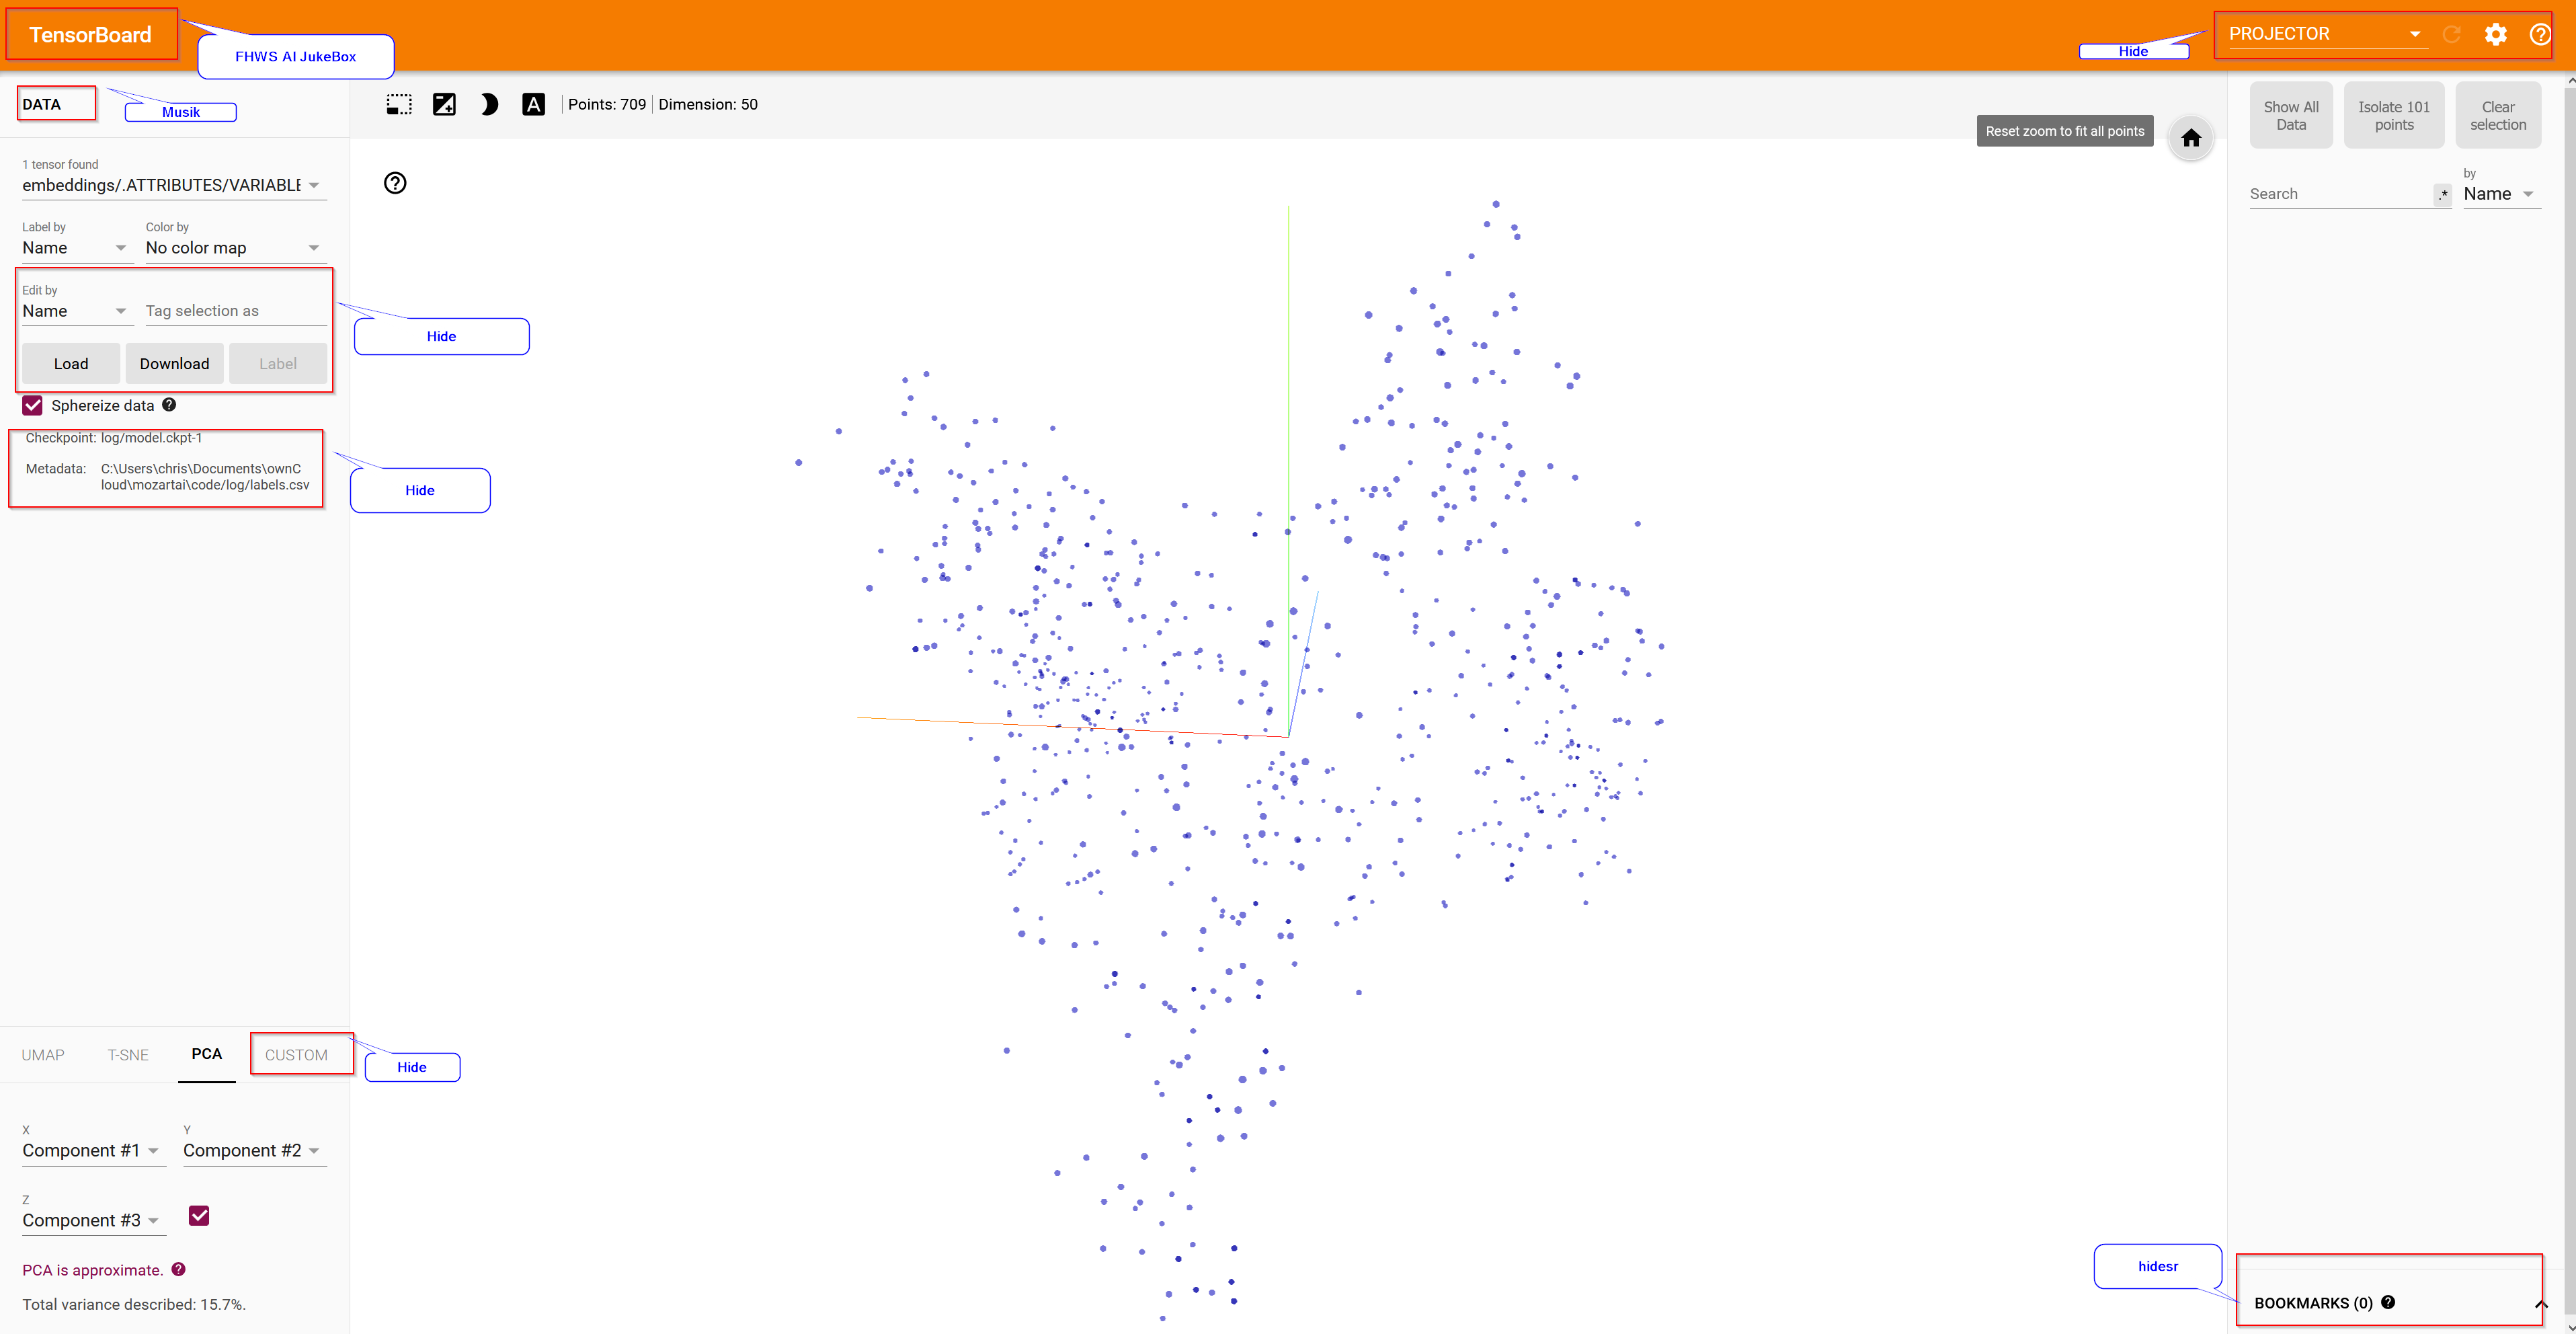 TensorBoard
FHWS AI JukeBox
Hide
PROJECTOR
DATA
Musik
A
Points: 709
Dimension: 50
Reset zoom to fit all points
Show All Data
Isolate 101 points
Clear selection
1 tensor found
embeddings/.ATTRIBUTES/VARIABLE
Search
.*
by
Name
Label by
Name
Color by
No color map
Edit by
Name
Tag selection as
Hide
Load
Download
Label
Sphereize data
Checkpoint: log/model.ckpt-1
Metadata: C:\Users\chris\Documents\ownC
loud\mozartai\code/log/labels.csv
Hide
UMAP
T-SNE
PCA
CUSTOM
Hide
X
Component #1
Y
Component #2
Z
Component #3
PCA is approximate.
Total variance described: 15.7%.
hidesr
BOOKMARKS (0)